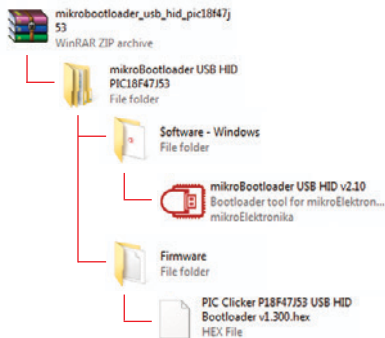 mikrobootloader_usb_hid_pic18f47j
53
WinRAR ZIP archive
mikroBootloader USB HID
PIC18F47J53
File folder
Software - Windows
File folder
mikroBootloader USB HID v2.10
Bootloader tool for mikroElektron...
mikroElektronika
Firmware
File folder
PIC Clicker P18F47J53 USB HID
Bootloader v1.300.hex
HEX File